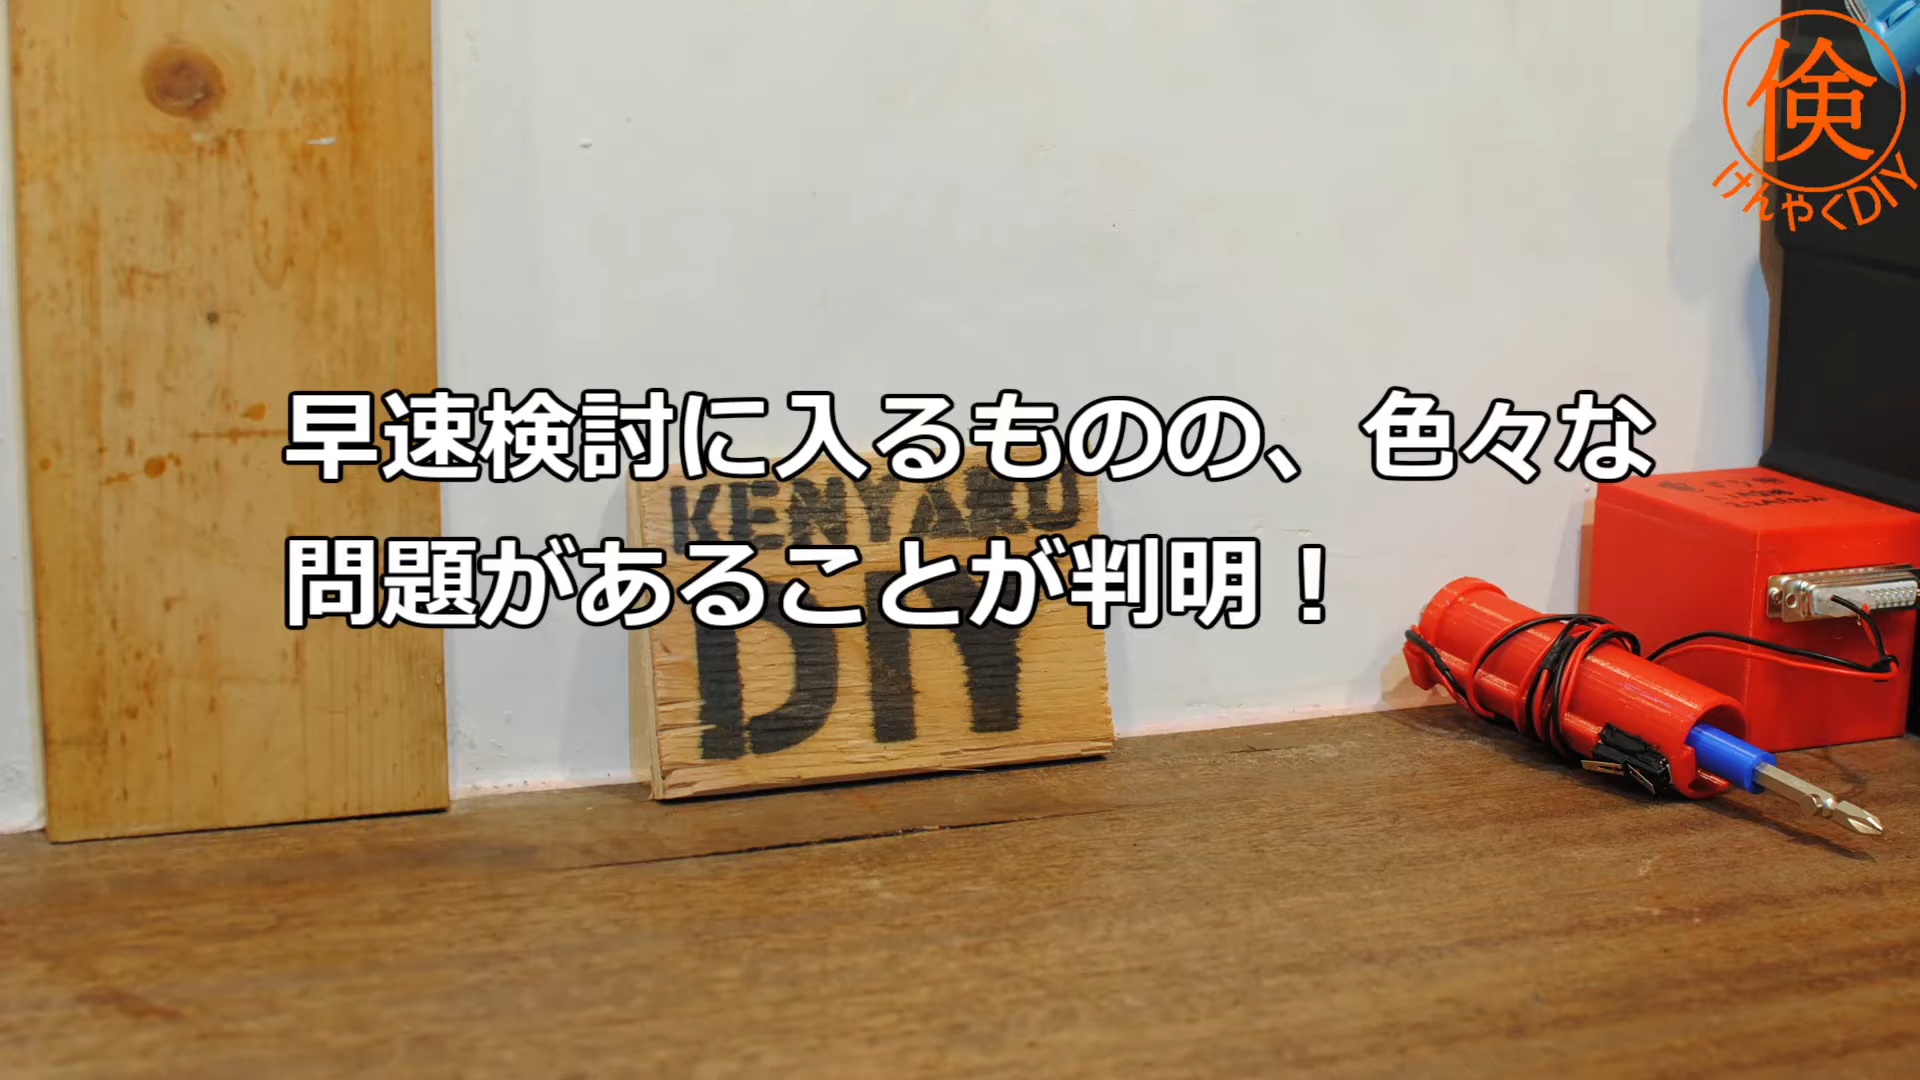 倹
けんやくDIY
早速検討に入るものの、色々な
問題があることが判明！
KENYAKU
DIY